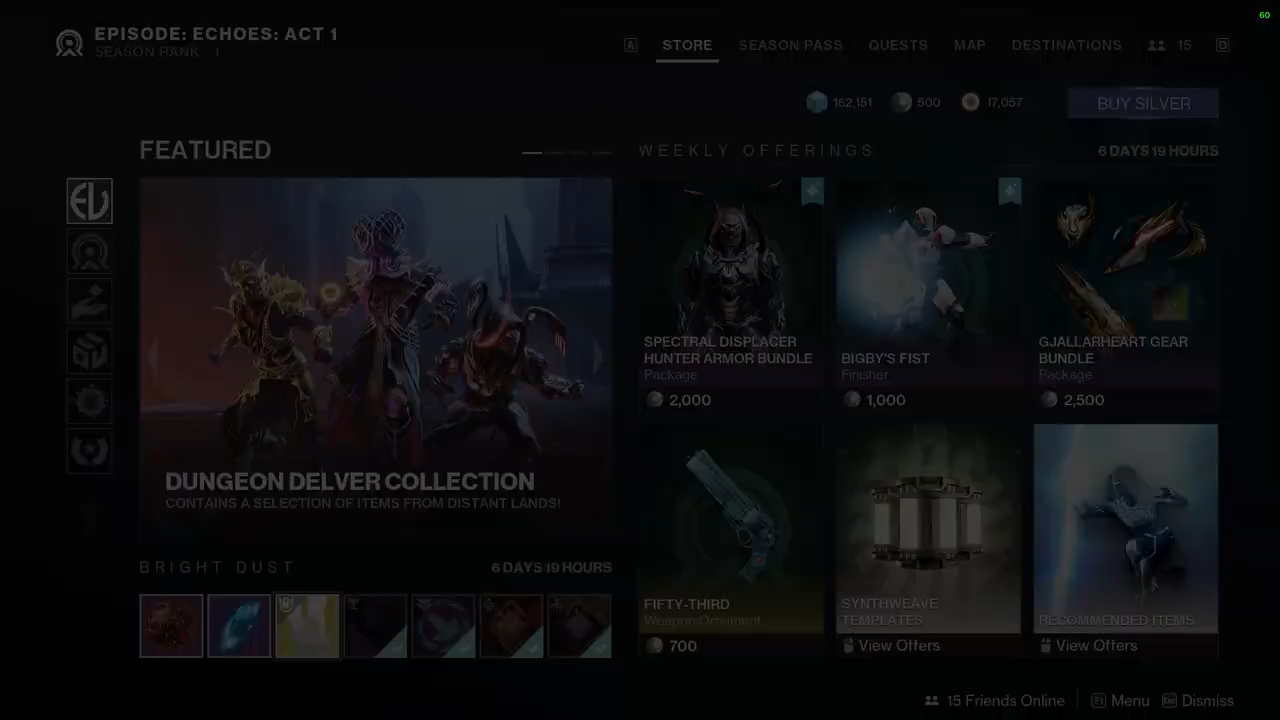 60
EPISODE: ECHOES: ACT 1
SEASON RANK 1
A STORE SEASON PASS QUESTS MAP DESTINATIONS 15 D
162,151 500 17,057 BUY SILVER
FEATURED
WEEKLY OFFERINGS 6 DAYS 19 HOURS
DUNGEON DELVER COLLECTION
CONTAINS A SELECTION OF ITEMS FROM DISTANT LANDS!
SPECTRAL DISPLACER
HUNTER ARMOR BUNDLE
Package
2,000
BIGBY'S FIST
Finisher
1,000
GJALLARHEART GEAR
BUNDLE
Package
2,500
BRIGHT DUST 6 DAYS 19 HOURS
FIFTY-THIRD
Weapon Ornament
700
SYNTHWEAVE
TEMPLATES
View Offers
RECOMMENDED ITEMS
View Offers
15 Friends Online F1 Menu Dismiss